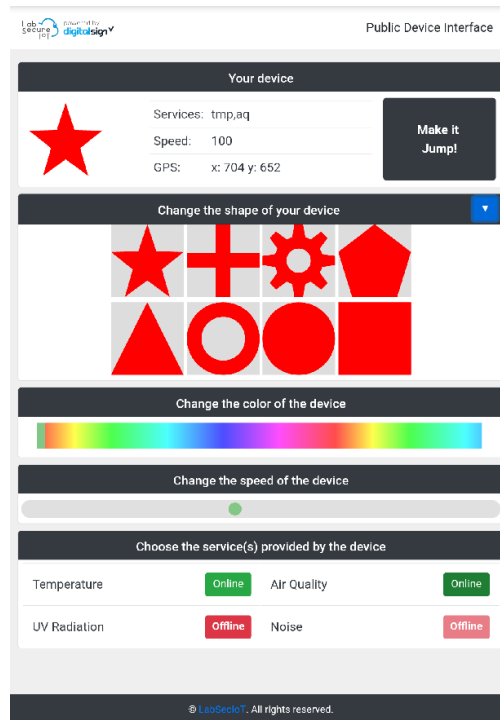 Lab
Secure
IoT
powered by
digitalsign
Public Device Interface
Your device
Services: tmp,aq
Speed: 100
GPS: x: 704 y: 652
Make it
Jump!
Change the shape of your device
Change the color of the device
Change the speed of the device
Choose the service(s) provided by the device
Temperature Online Air Quality Online
UV Radiation Offline Noise Offline
© LabSecIoT. All rights reserved.